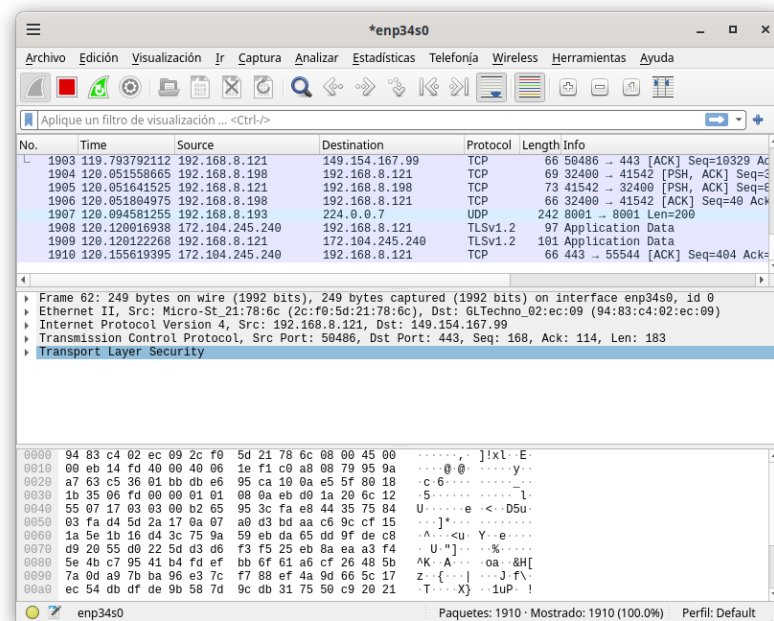 *enp34s0
Archivo Edición Visualización Ir Captura Analizar Estadísticas Telefonía Wireless Herramientas Ayuda
Aplique un filtro de visualización ... <Ctrl-/>
No. Time Source Destination Protocol Length Info
1903 119.793792112 192.168.8.121 149.154.167.99 TCP 66 50486 → 443 [ACK] Seq=10329 Ac
1904 120.051558665 192.168.8.198 192.168.8.121 TCP 69 32400 → 41542 [PSH, ACK] Seq=3
1905 120.051641525 192.168.8.121 192.168.8.198 TCP 73 41542 → 32400 [PSH, ACK] Seq=8
1906 120.051804975 192.168.8.198 192.168.8.121 TCP 66 32400 → 41542 [ACK] Seq=40 Ack
1907 120.094581255 192.168.8.193 224.0.0.7 UDP 242 8001 → 8001 Len=200
1908 120.120016938 172.104.245.240 192.168.8.121 TLSv1.2 97 Application Data
1909 120.120122268 192.168.8.121 172.104.245.240 TLSv1.2 101 Application Data
1910 120.155619395 172.104.245.240 192.168.8.121 TCP 66 443 → 55544 [ACK] Seq=404 Ack=
Frame 62: 249 bytes on wire (1992 bits), 249 bytes captured (1992 bits) on interface enp34s0, id 0
Ethernet II, Src: Micro-St_21:78:6c (2c:f0:5d:21:78:6c), Dst: GLTechno_02:ec:09 (94:83:c4:02:ec:09)
Internet Protocol Version 4, Src: 192.168.8.121, Dst: 149.154.167.99
Transmission Control Protocol, Src Port: 50486, Dst Port: 443, Seq: 168, Ack: 114, Len: 183
Transport Layer Security
0000 94 83 c4 02 ec 09 2c f0 5d 21 78 6c 08 00 45 00 ······,· ]!xl··E·
0010 00 eb 14 fd 40 00 40 06 1e f1 c0 a8 08 79 95 9a ····@·@· ·····y··
0020 a7 63 c5 36 01 bb db e6 95 ca 10 0a e5 5f 80 18 ·c·6···· ·····_··
0030 1b 35 06 fd 00 00 01 01 08 0a eb d0 1a 20 6c 12 ·5······ ····· l·
0040 55 07 17 03 03 00 b2 65 95 3c fa e8 44 35 75 84 U······e ·<··D5u·
0050 03 fa d4 5d 2a 17 0a 07 a0 d3 bd aa c6 9c cf 15 ···]*··· ········
0060 1a 5e 1b 16 d4 3c 75 9a 59 eb da 65 dd 9f de c8 ·^···<u· Y··e····
0070 d9 20 55 d0 22 5d d3 d6 f3 f5 25 eb 8a ea a3 f4 · U·"]·· ··%·····
0080 5e 4b c7 95 41 b4 fd ef bb 6f 61 a6 cf 26 48 5b ^K··A··· ·oa··&H[
0090 7a 0d a9 7b ba 96 e3 7c f7 88 ef 4a 9d 66 5c 17 z··{···| ···J·f\·
00a0 ec 54 db df de 9b 58 7d 9c db 31 75 50 c9 20 21 ·T····X} ··1uP· !
enp34s0 Paquetes: 1910 · Mostrado: 1910 (100.0%) Perfil: Default